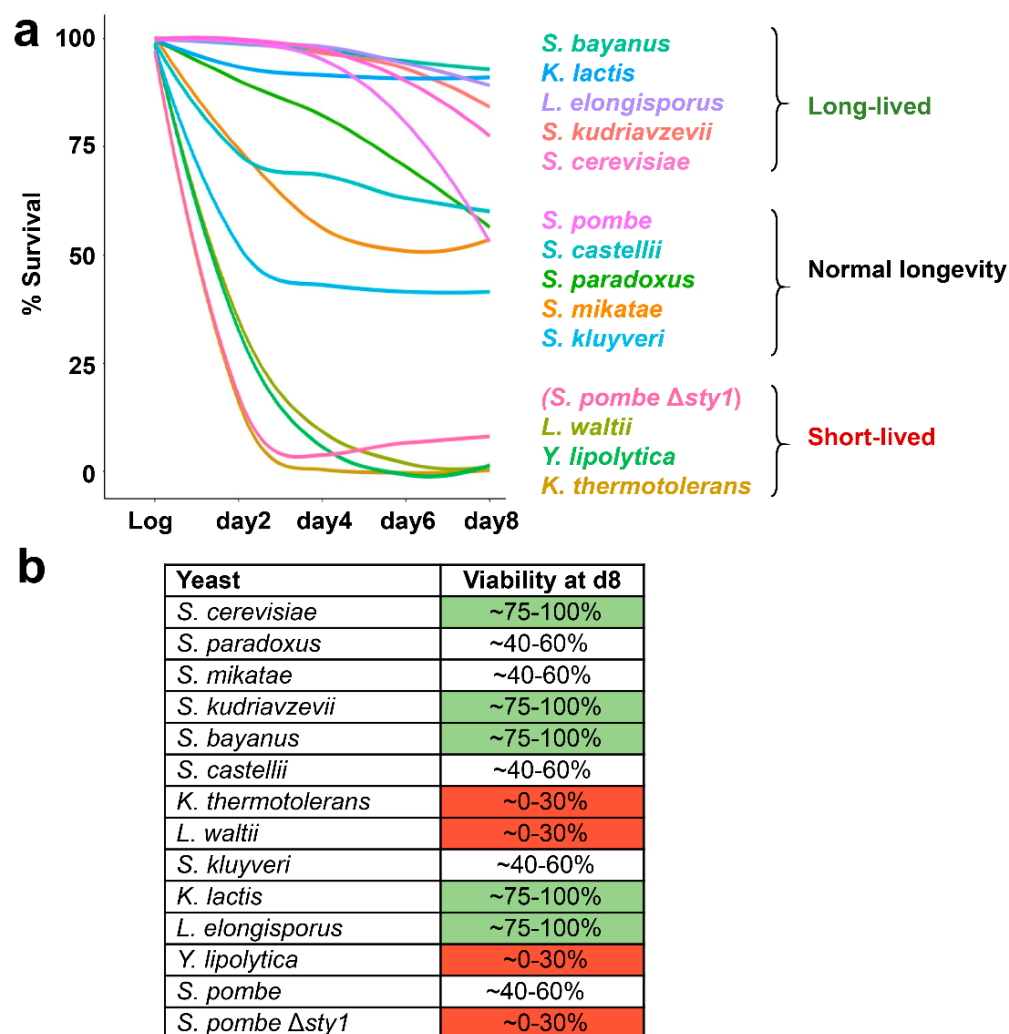 a
% Survival
100
75
50
25
0
Log day2 day4 day6 day8
S. bayanus
K. lactis
L. elongisporus
S. kudriavzevii
S. cerevisiae
Long-lived
S. pombe
S. castellii
S. paradoxus
S. mikatae
S. kluyveri
Normal longevity
(S. pombe Δsty1)
L. waltii
Y. lipolytica
K. thermotolerans
Short-lived
b
Yeast Viability at d8
S. cerevisiae ~75-100%
S. paradoxus ~40-60%
S. mikatae ~40-60%
S. kudriavzevii ~75-100%
S. bayanus ~75-100%
S. castellii ~40-60%
K. thermotolerans ~0-30%
L. waltii ~0-30%
S. kluyveri ~40-60%
K. lactis ~75-100%
L. elongisporus ~75-100%
Y. lipolytica ~0-30%
S. pombe ~40-60%
S. pombe Δsty1 ~0-30%